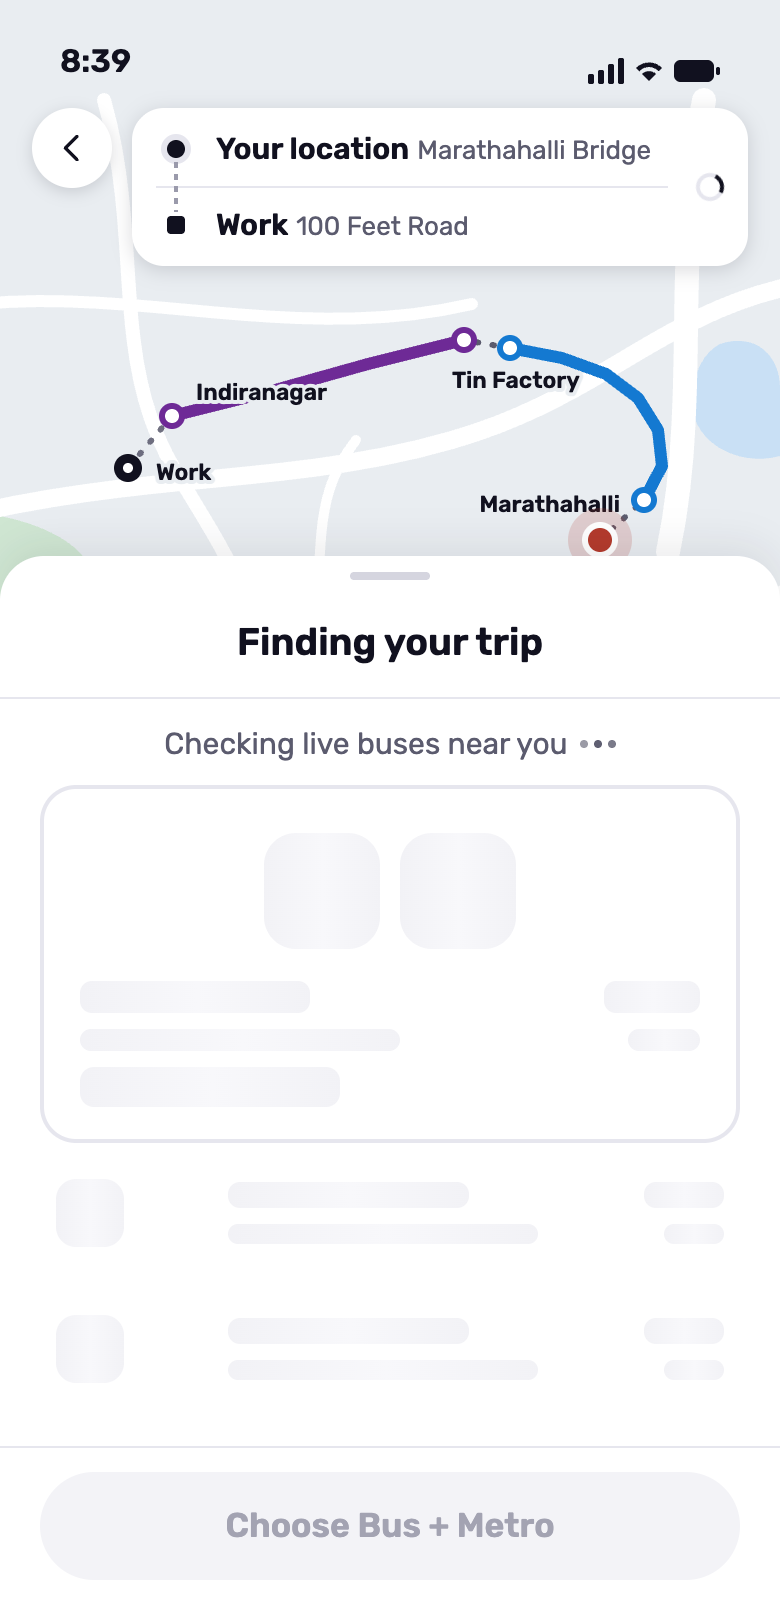 8:39
Your location Marathahalli Bridge
Work 100 Feet Road
Indiranagar
Tin Factory
Work
Marathahalli
Finding your trip
Checking live buses near you
Choose Bus + Metro